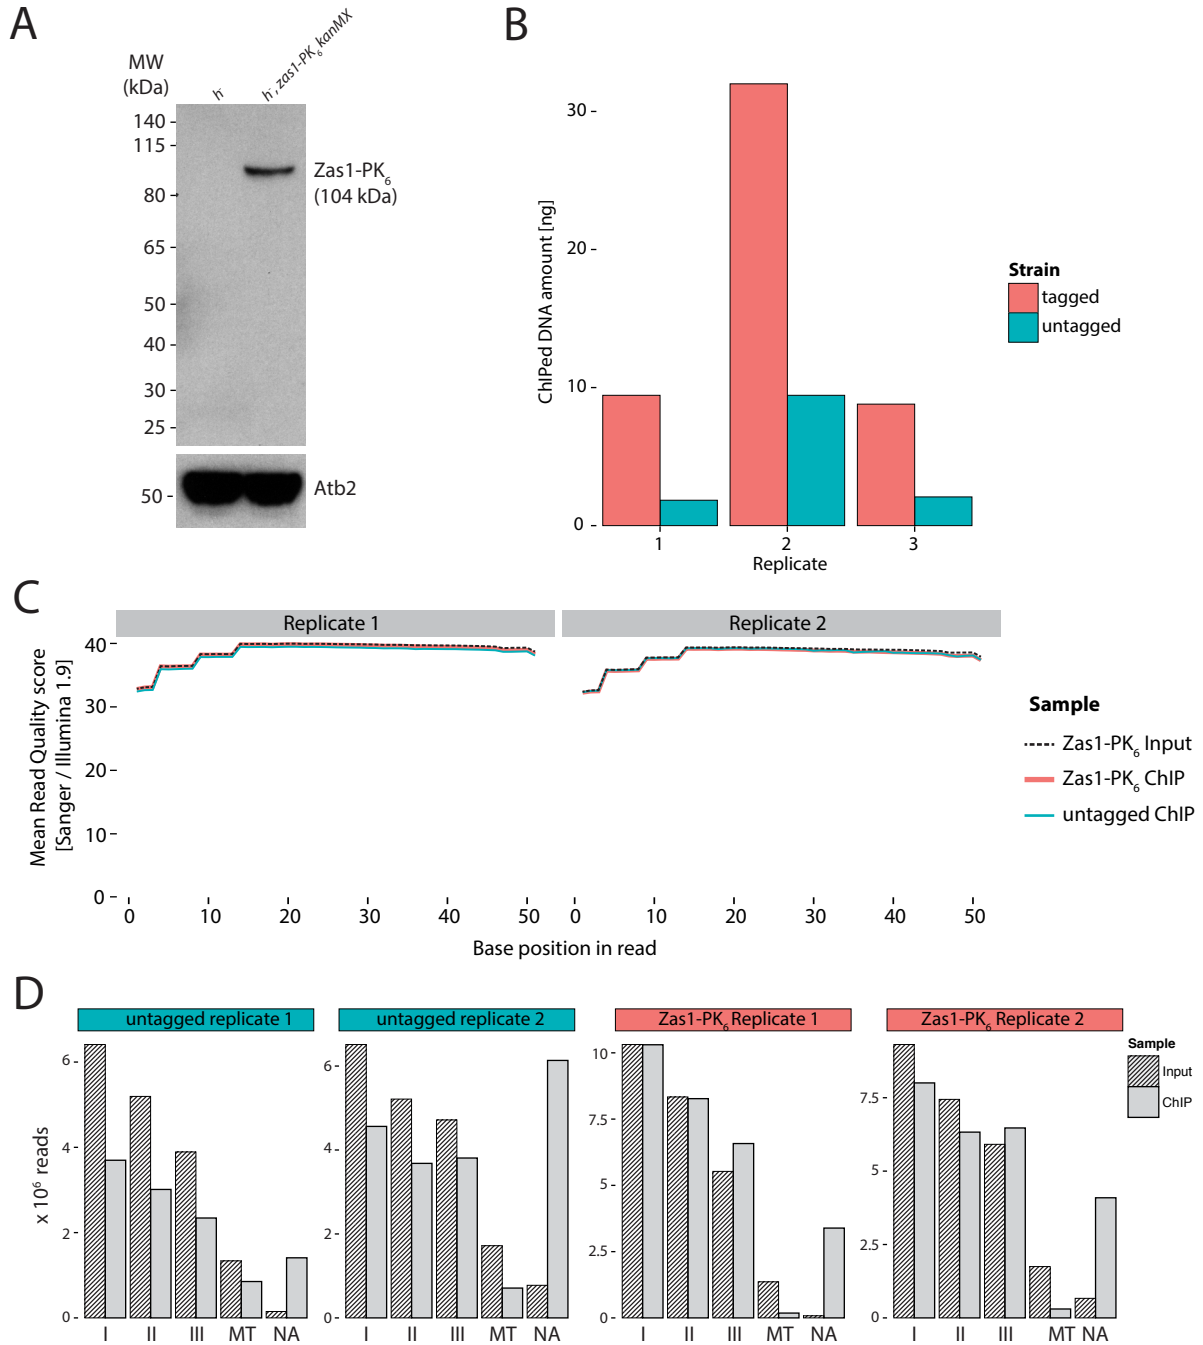 A
MW
(kDa)
h-
h-, zas1-PK6 kanMX
140
115
80
65
50
40
30
25
50
Zas1-PK6
(104 kDa)
Atb2
B
ChIPed DNA amount [ng]
30
20
10
0
1
2
3
Replicate
Strain
tagged
untagged
C
Replicate 1
Replicate 2
Mean Read Quality score
[Sanger / Illumina 1.9]
40
30
20
10
0
0 10 20 30 40 50
0 10 20 30 40 50
Base position in read
Sample
Zas1-PK6 Input
Zas1-PK6 ChIP
untagged ChIP
D
untagged replicate 1
untagged replicate 2
Zas1-PK6 Replicate 1
Zas1-PK6 Replicate 2
x 10⁶ reads
6
4
2
0
I II III MT NA
6
4
2
0
I II III MT NA
10
7.5
5
2.5
0
I II III MT NA
7.5
5
2.5
0
I II III MT NA
Sample
Input
ChIP